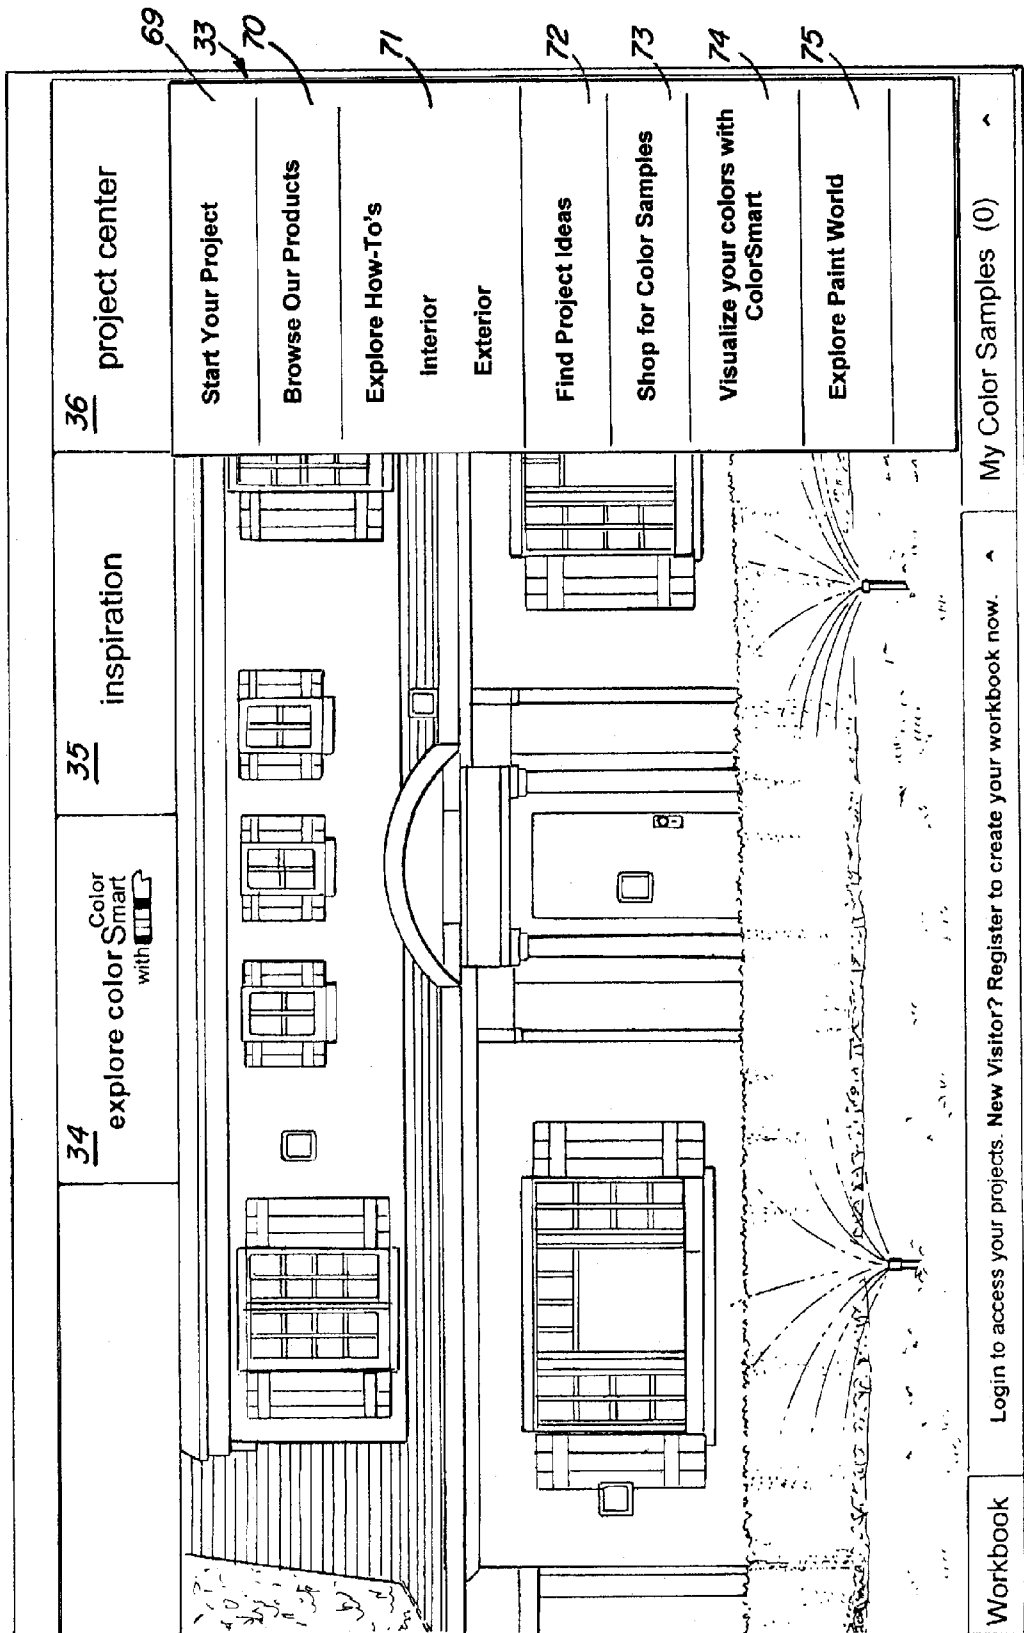 34
explore color
with
Color
Smart
35
inspiration
36
project center
69
33
70
71
72
73
74
75
Start Your Project
Browse Our Products
Explore How-To's
Interior
Exterior
Find Project Ideas
Shop for Color Samples
Visualize your colors with
ColorSmart
Explore Paint World
Workbook
Login to access your projects. New Visitor? Register to create your workbook now. ^
My Color Samples (0) ^